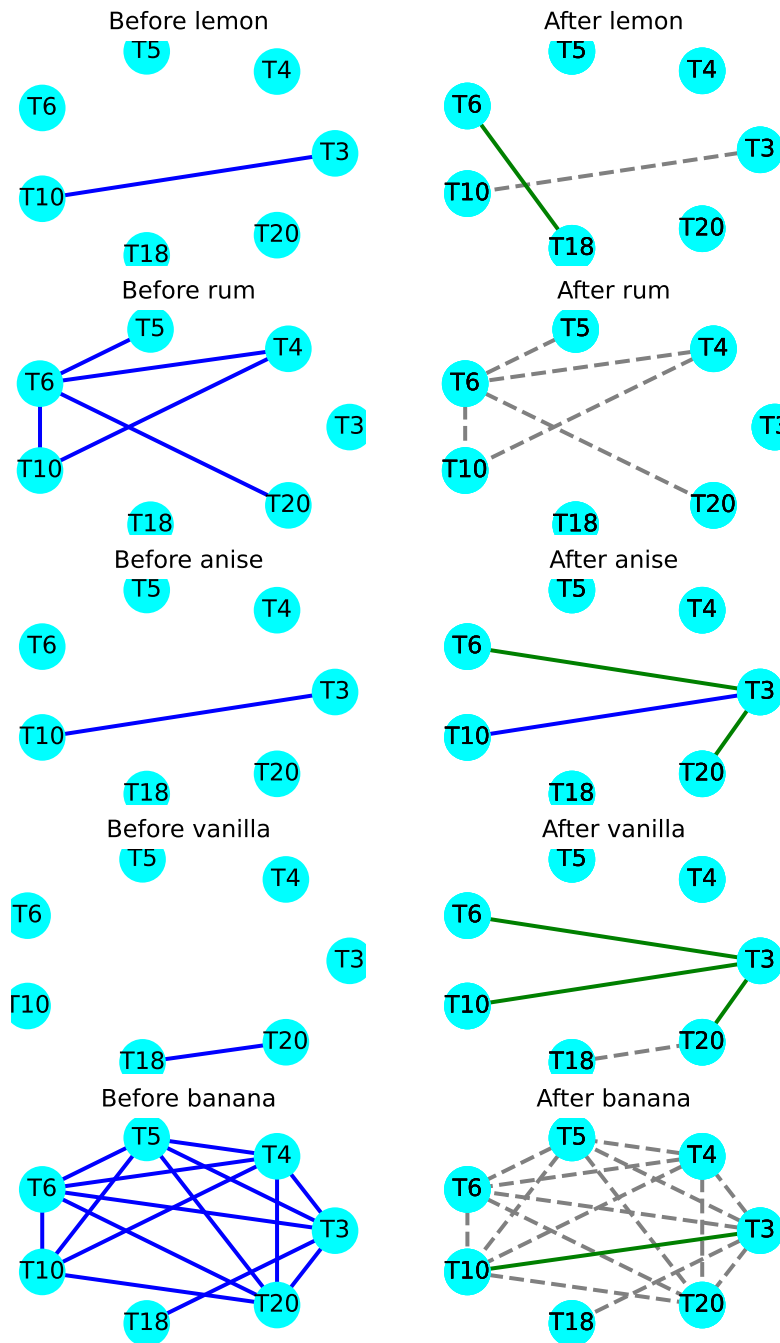 Before lemon
T5
T4
T6
T3
T10
T20
T18
After lemon
T5
T4
T6
T3
T10
T20
T18
Before rum
T5
T4
T6
T3
T10
T20
T18
After rum
T5
T4
T6
T3
T10
T20
T18
Before anise
T5
T4
T6
T3
T10
T20
T18
After anise
T5
T4
T6
T3
T10
T20
T18
Before vanilla
T5
T4
T6
T3
T10
T20
T18
After vanilla
T5
T4
T6
T3
T10
T20
T18
Before banana
T5
T4
T6
T3
T10
T20
T18
After banana
T5
T4
T6
T3
T10
T20
T18